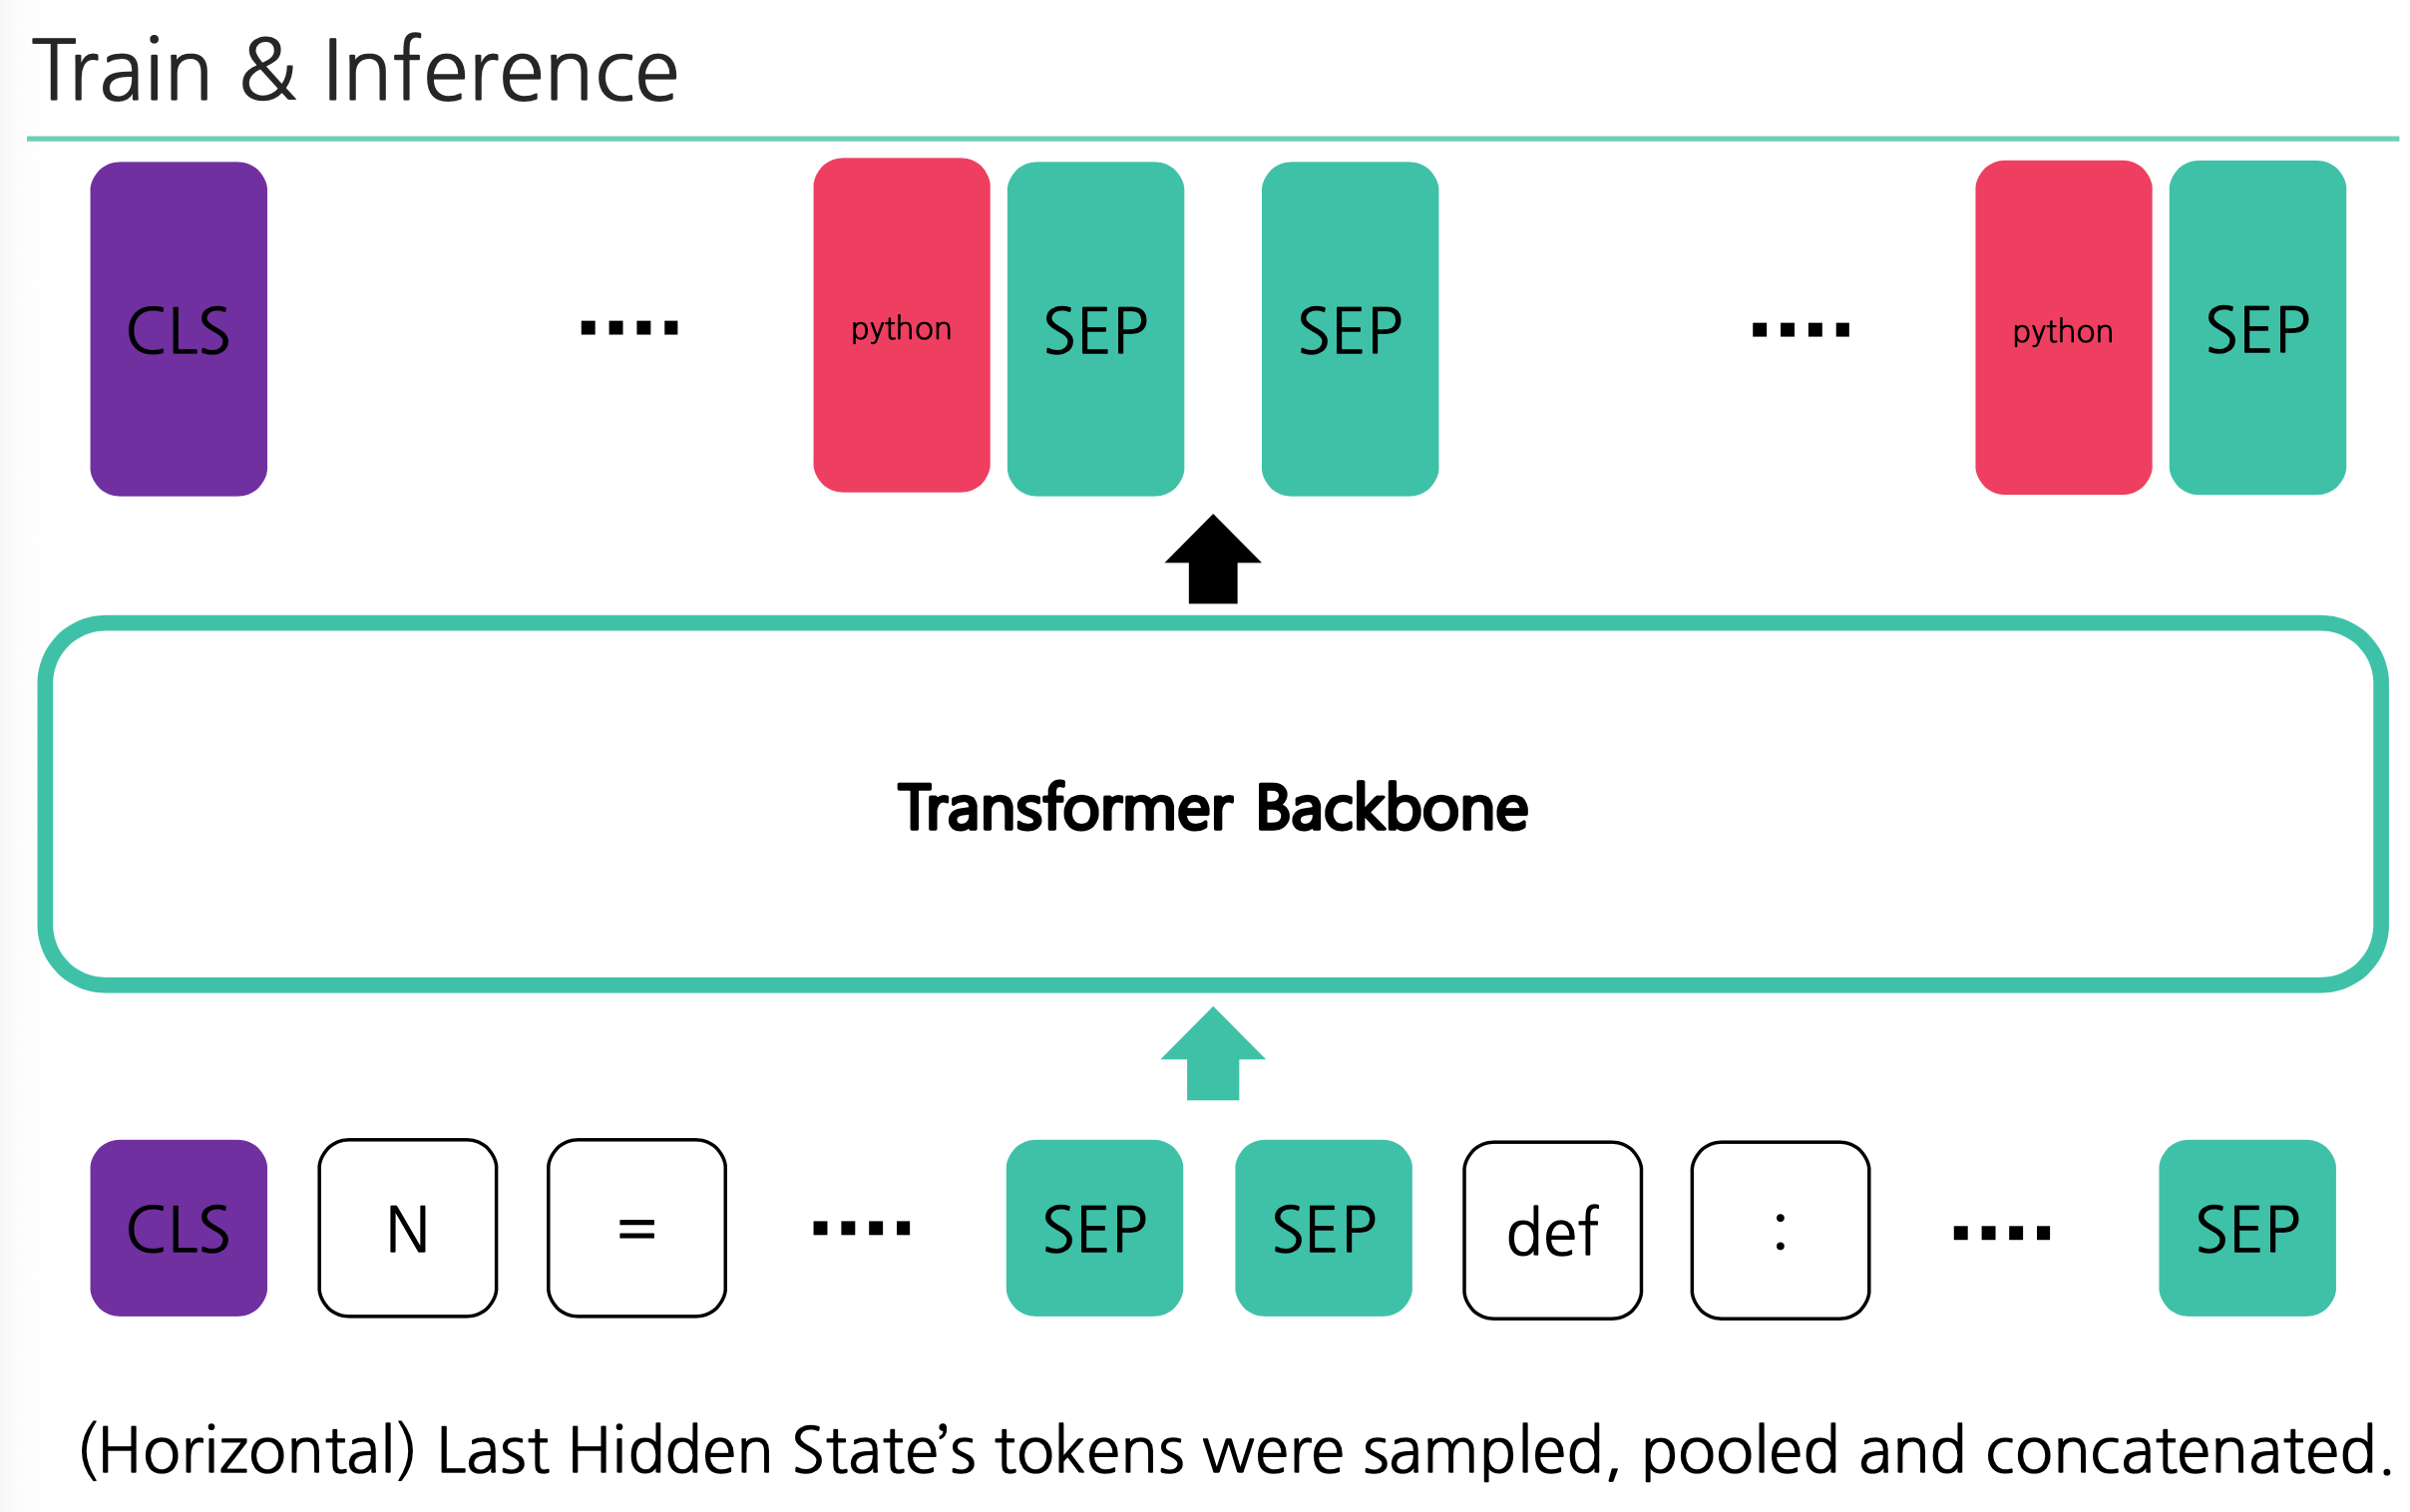 Train & Inference
CLS .... python SEP SEP .... python SEP
Transformer Backbone
CLS N = .... SEP SEP def : .... SEP
(Horizontal) Last Hidden State’s tokens were sampled, pooled and concatenated.